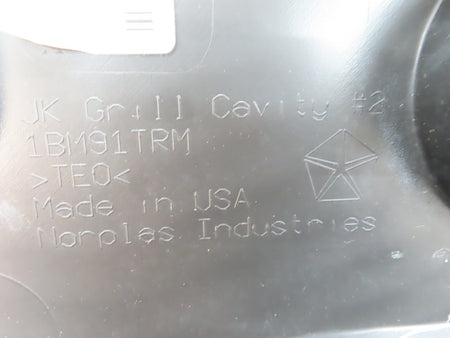 JK Grill Cavity #2
1BM91TRM
>TEO<
Made in USA
Norplas Industries